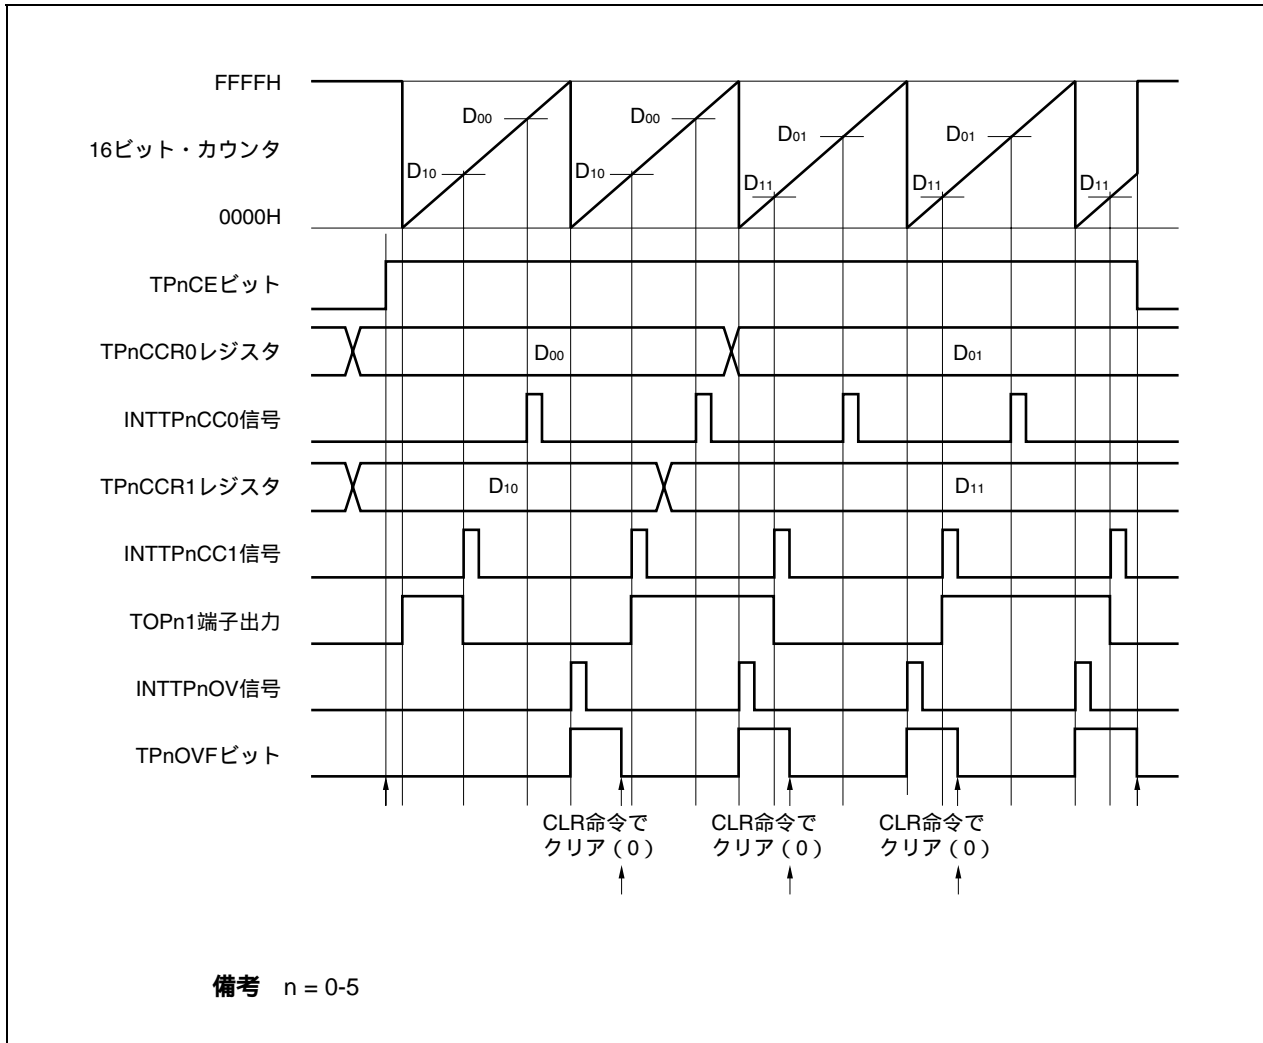 FFFFH
D00
D00
D01
D01
16ビット・カウンタ
D10
D10
D11
D11
D11
0000H
TPnCEビット
TPnCCR0レジスタ
D00
D01
INTTPnCC0信号
TPnCCR1レジスタ
D10
D11
INTTPnCC1信号
TOPn1端子出力
INTTPnOV信号
TPnOVFビット
CLR命令で
クリア（0）
CLR命令で
クリア（0）
CLR命令で
クリア（0）
備考 n = 0-5